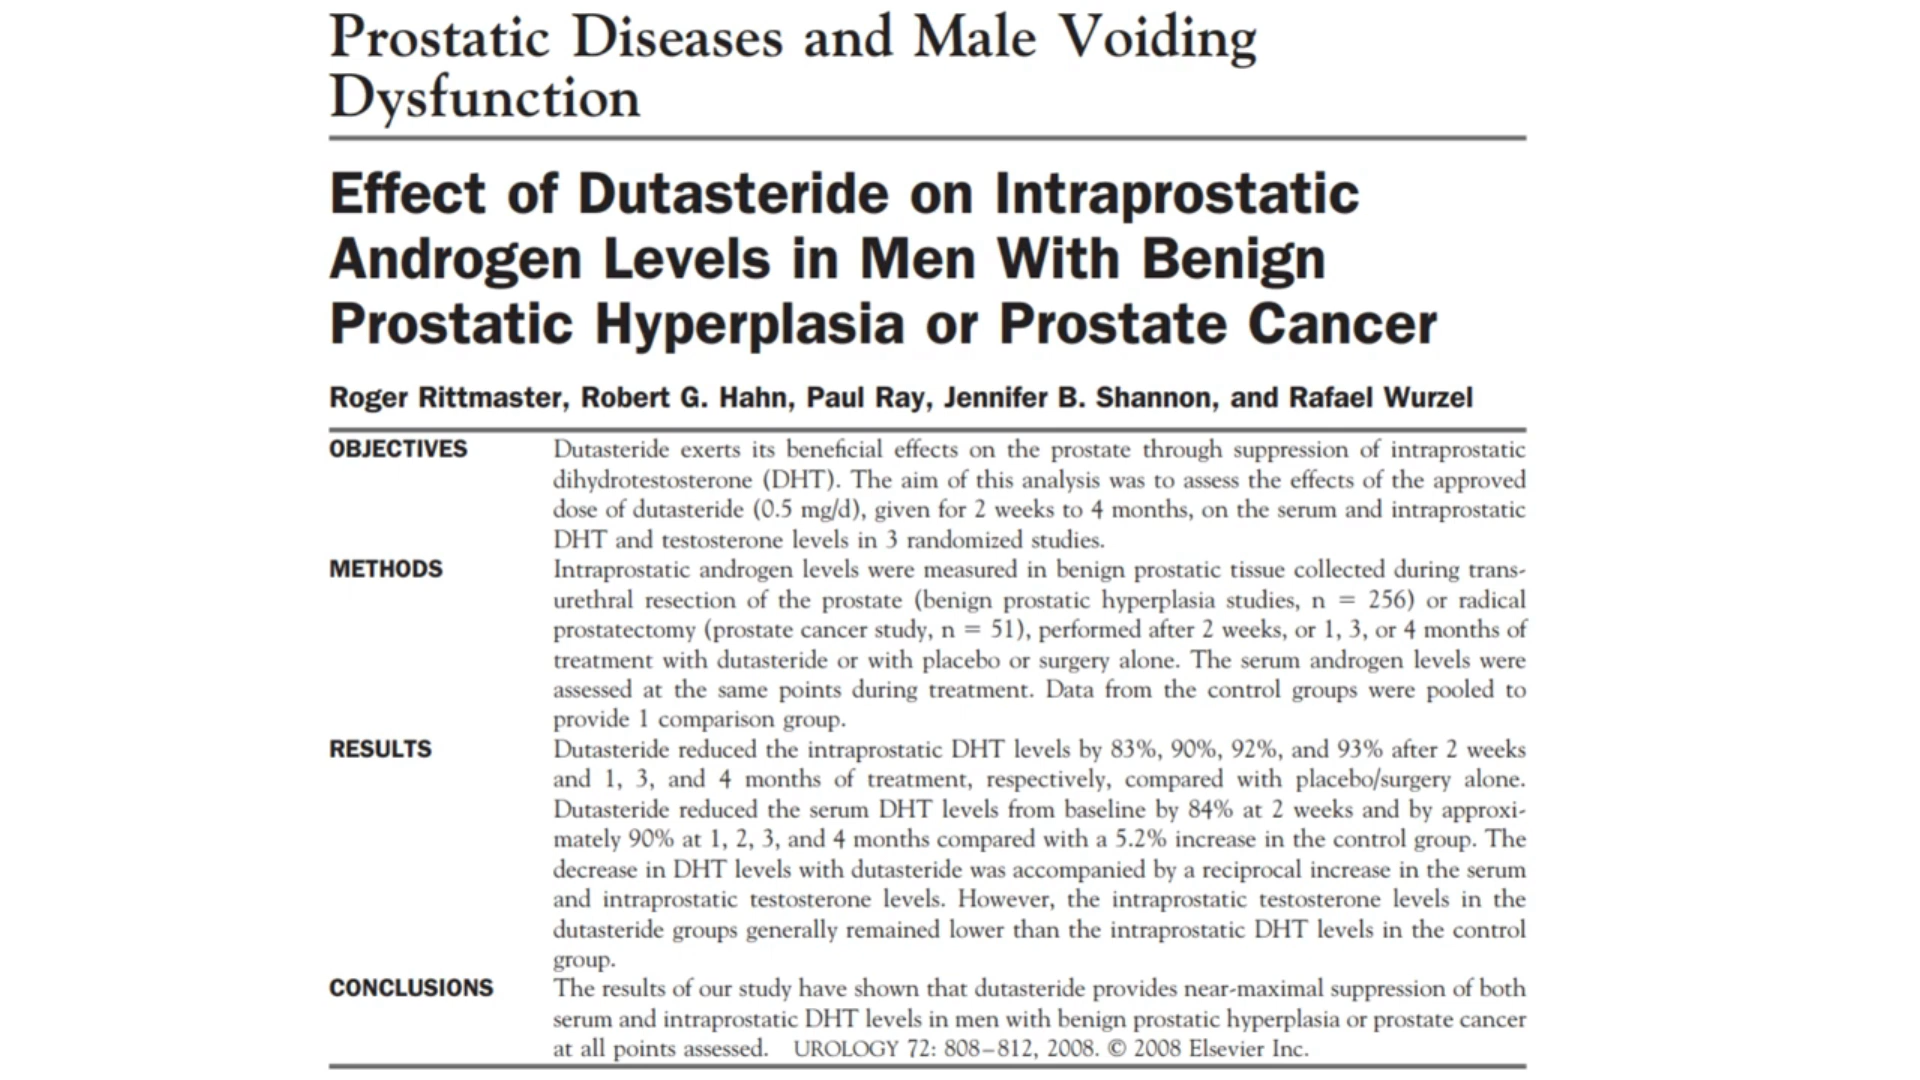 Prostatic Diseases and Male Voiding
Dysfunction
Effect of Dutasteride on Intraprostatic
Androgen Levels in Men With Benign
Prostatic Hyperplasia or Prostate Cancer
Roger Rittmaster, Robert G. Hahn, Paul Ray, Jennifer B. Shannon, and Rafael Wurzel
OBJECTIVES Dutasteride exerts its beneficial effects on the prostate through suppression of intraprostatic
dihydrotestosterone (DHT). The aim of this analysis was to assess the effects of the approved
dose of dutasteride (0.5 mg/d), given for 2 weeks to 4 months, on the serum and intraprostatic
DHT and testosterone levels in 3 randomized studies.
METHODS Intraprostatic androgen levels were measured in benign prostatic tissue collected during trans-
urethral resection of the prostate (benign prostatic hyperplasia studies, n = 256) or radical
prostatectomy (prostate cancer study, n = 51), performed after 2 weeks, or 1, 3, or 4 months of
treatment with dutasteride or with placebo or surgery alone. The serum androgen levels were
assessed at the same points during treatment. Data from the control groups were pooled to
provide 1 comparison group.
RESULTS Dutasteride reduced the intraprostatic DHT levels by 83%, 90%, 92%, and 93% after 2 weeks
and 1, 3, and 4 months of treatment, respectively, compared with placebo/surgery alone.
Dutasteride reduced the serum DHT levels from baseline by 84% at 2 weeks and by approxi-
mately 90% at 1, 2, 3, and 4 months compared with a 5.2% increase in the control group. The
decrease in DHT levels with dutasteride was accompanied by a reciprocal increase in the serum
and intraprostatic testosterone levels. However, the intraprostatic testosterone levels in the
dutasteride groups generally remained lower than the intraprostatic DHT levels in the control
group.
CONCLUSIONS The results of our study have shown that dutasteride provides near-maximal suppression of both
serum and intraprostatic DHT levels in men with benign prostatic hyperplasia or prostate cancer
at all points assessed. UROLOGY 72: 808–812, 2008. © 2008 Elsevier Inc.